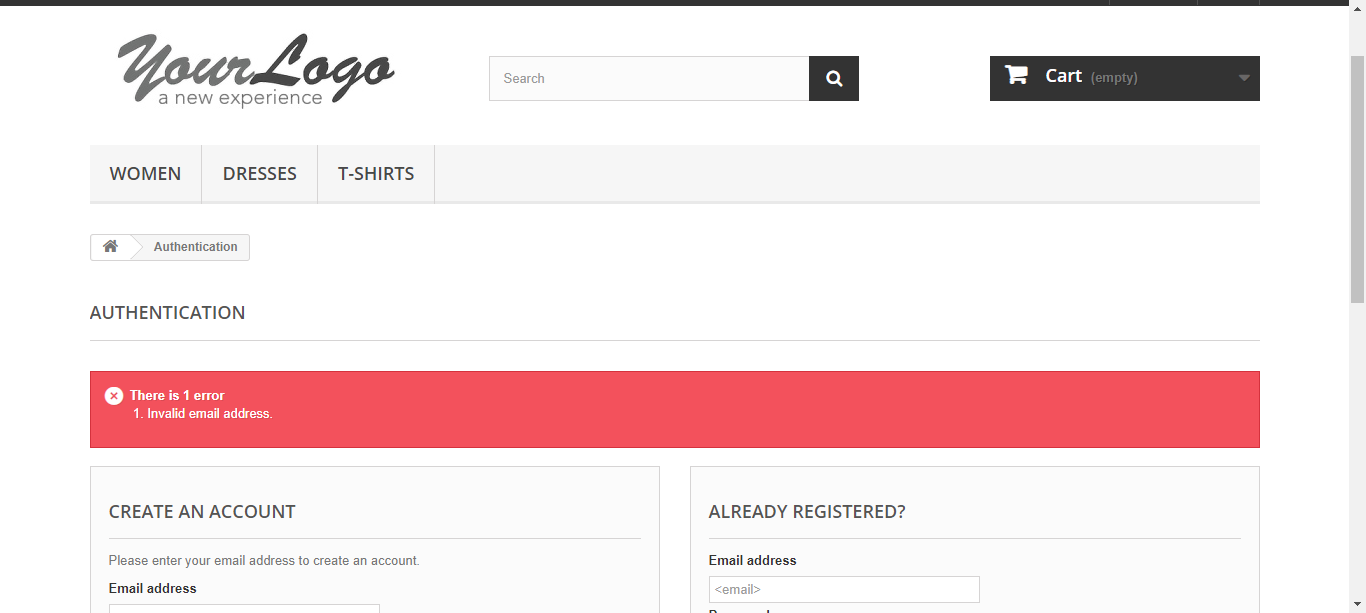 YourLogo
a new experience
Search
Cart (empty)
WOMEN DRESSES T-SHIRTS
Authentication
AUTHENTICATION
There is 1 error
1. Invalid email address.
CREATE AN ACCOUNT
Please enter your email address to create an account.
Email address
ALREADY REGISTERED?
Email address
<email>